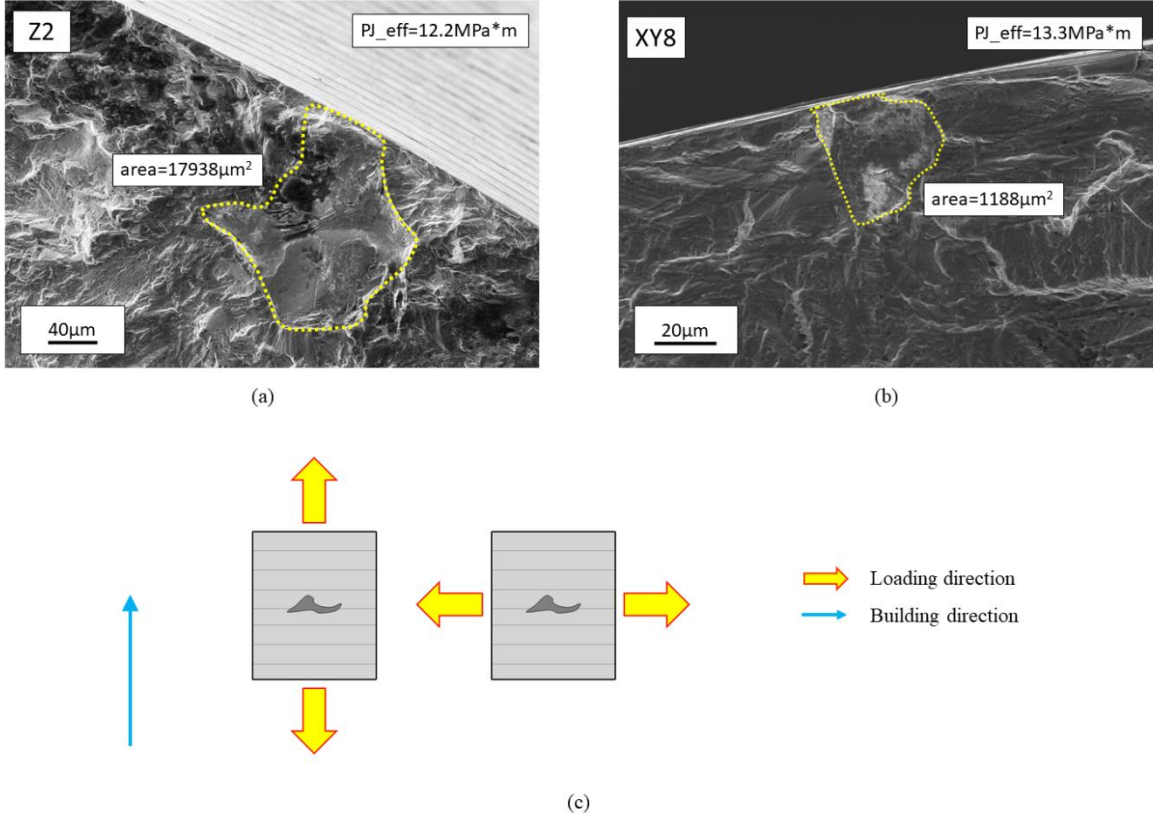 Z2
PJ_eff=12.2MPa*m
area=17938µm²
40µm
(a)
XY8
PJ_eff=13.3MPa*m
area=1188µm²
20µm
(b)
Loading direction
Building direction
(c)